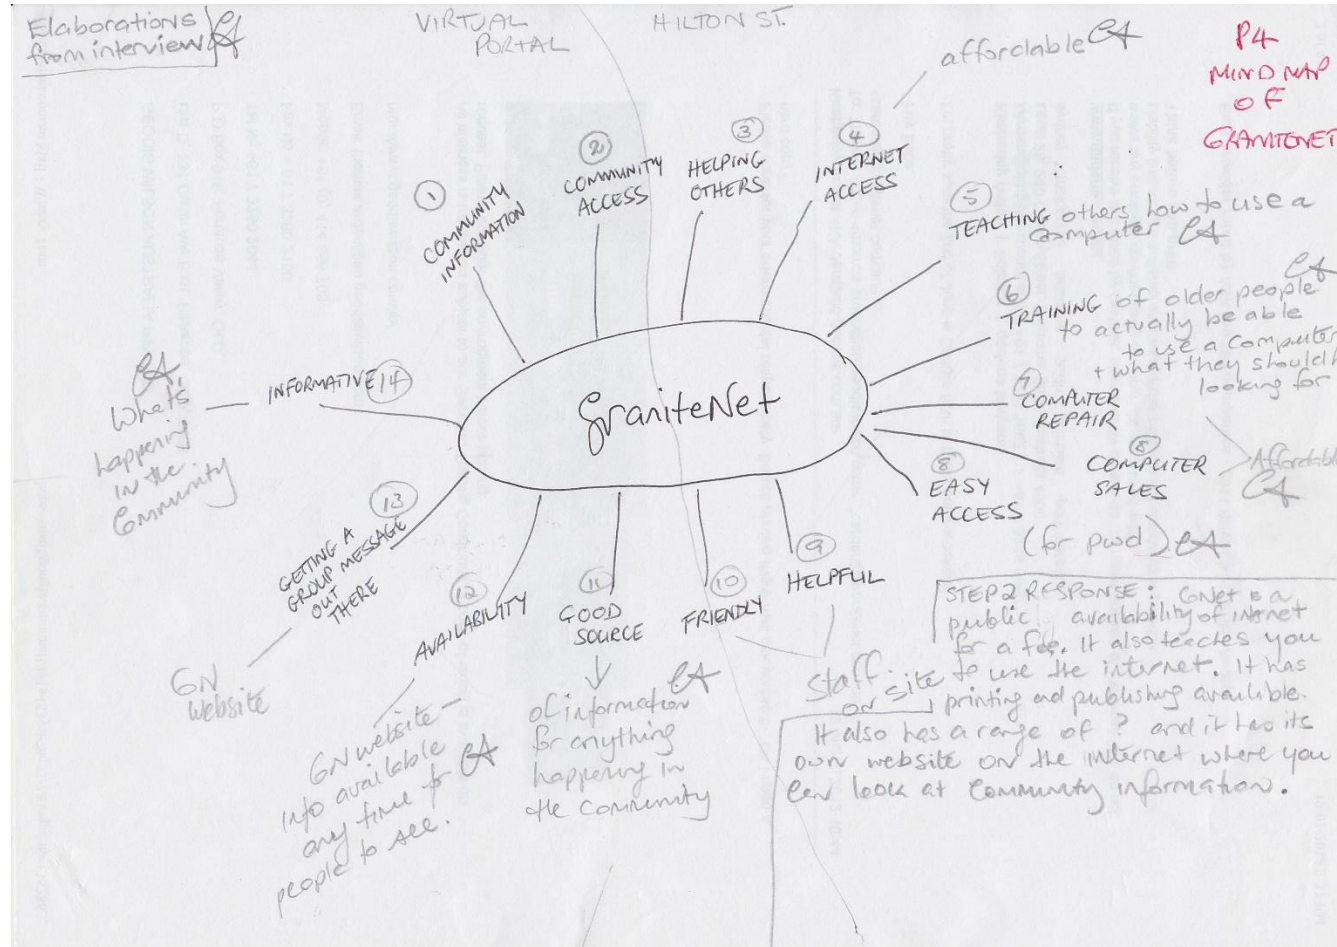 Elaborations
from interview
VIRTUAL
PORTAL
HILTON ST.
affordable
P4
MIND MAP
OF
GRANITENET
1
COMMUNITY
INFORMATION
2
COMMUNITY
ACCESS
3
HELPING
OTHERS
4
INTERNET
ACCESS
5
TEACHING others how to use a
computer
6
TRAINING of older people
to actually be able
to use a computer
+ what they should
looking for
7
COMPUTER
REPAIR
8
COMPUTER
SALES
Affordable
8
EASY
ACCESS
(for pwd)
GraniteNet
INFORMATIVE 14
What's
happening
in the
Community
13
GETTING A
GROUP MESSAGE
OUT
THERE
GN
website
12
AVAILABILITY
GN website –
info available
any time for
people to see.
11
GOOD
SOURCE
of information
for anything
happening in
the Community
10
FRIENDLY
9
HELPFUL
Staff
on site
STEP 2 RESPONSE: GNet is a
public availability of internet
for a fee. It also teaches you
to use the internet. It has
printing and publishing available.
It also has a range of ? and it has its
own website on the internet where you
can look at Community information.